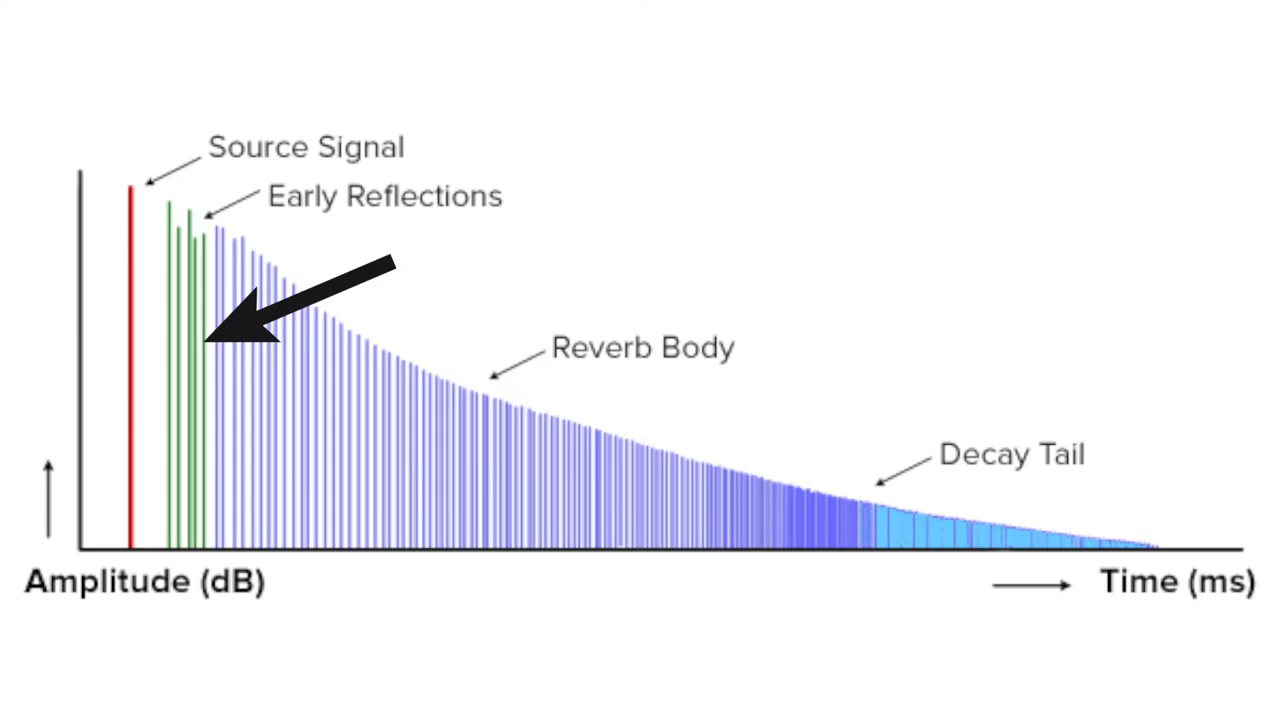 Source Signal
Early Reflections
Reverb Body
Decay Tail
Amplitude (dB)
Time (ms)